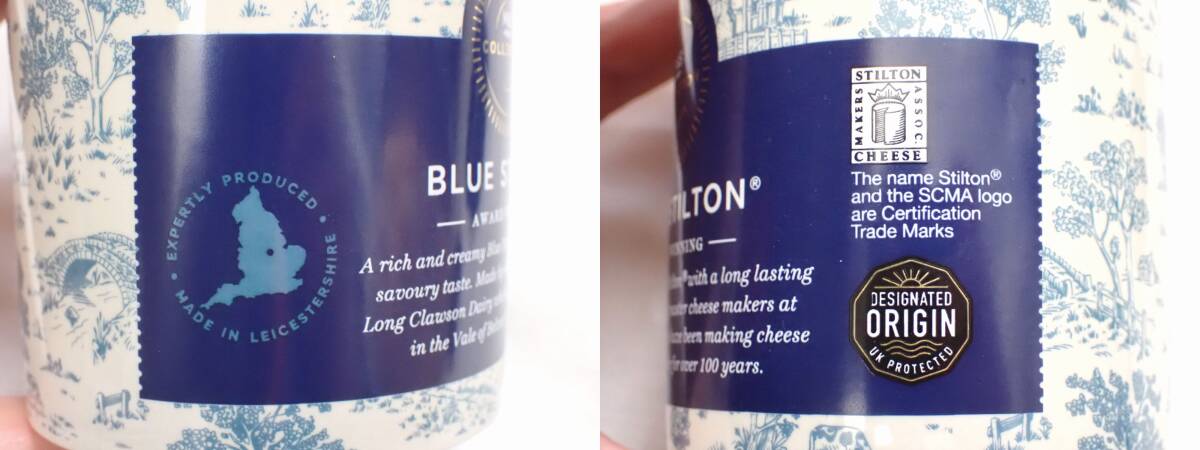 COLL
EXPERTLY PRODUCED
MADE IN LEICESTERSHIRE
BLUE S
AWAR
A rich and creamy Blue
savoury taste. Made
Long Clawson Dairy
in the Vale of
STILTON
MAKERS
ASSOC.
CHEESE
The name Stilton®
and the SCMA logo
are Certification
Trade Marks
STILTON®
NNING
with a long lasting
cheese makers at
been making cheese
for over 100 years.
DESIGNATED
ORIGIN
UK PROTECTED